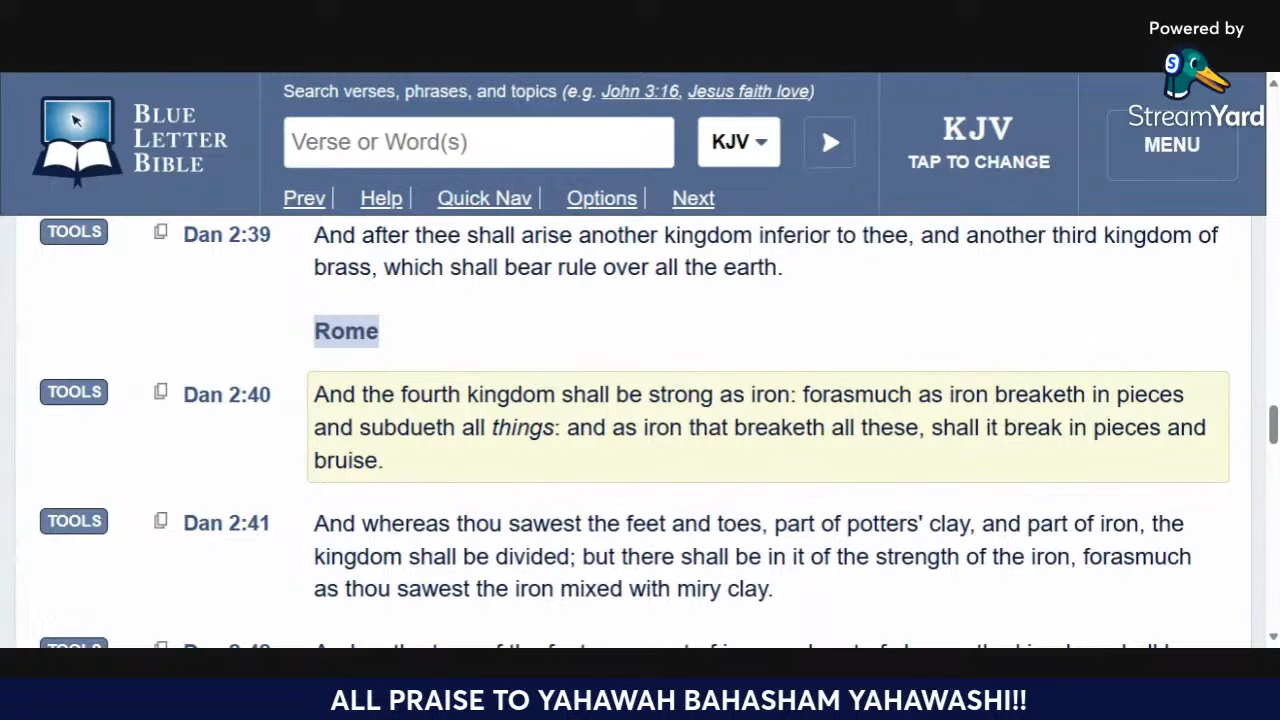 Powered by
StreamYard
BLUE
LETTER
BIBLE
Search verses, phrases, and topics (e.g. John 3:16, Jesus faith love)
Verse or Word(s)
KJV
Prev Help Quick Nav Options Next
KJV
TAP TO CHANGE
MENU
TOOLS Dan 2:39 And after thee shall arise another kingdom inferior to thee, and another third kingdom of
brass, which shall bear rule over all the earth.
Rome
TOOLS Dan 2:40 And the fourth kingdom shall be strong as iron: forasmuch as iron breaketh in pieces
and subdueth all things: and as iron that breaketh all these, shall it break in pieces and
bruise.
TOOLS Dan 2:41 And whereas thou sawest the feet and toes, part of potters' clay, and part of iron, the
kingdom shall be divided; but there shall be in it of the strength of the iron, forasmuch
as thou sawest the iron mixed with miry clay.
ALL PRAISE TO YAHAWAH BAHASHAM YAHAWASHI!!